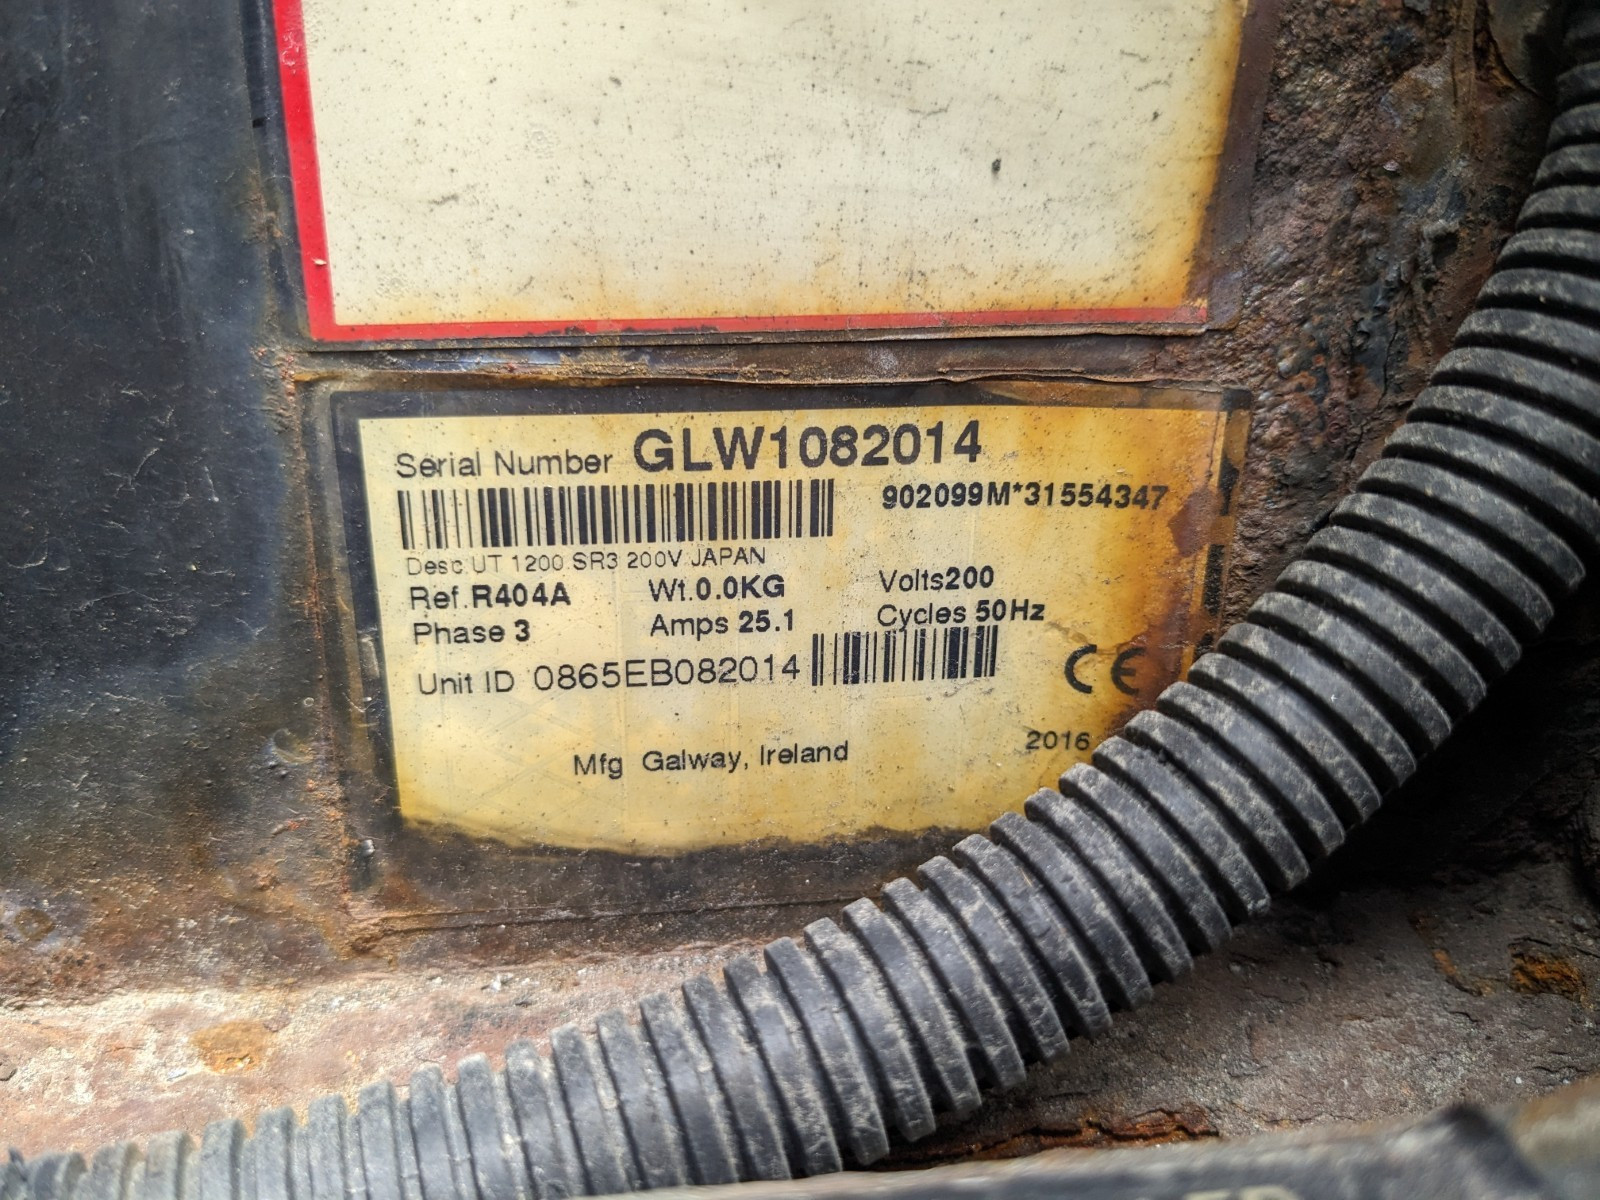 Serial Number GLW1082014
902099M*31554347
Desc.UT 1200 SR3 200V JAPAN
Ref.R404A Wt.0.0KG Volts200
Phase 3 Amps 25.1 Cycles 50Hz
Unit ID 0865EB082014
CE
Mfg Galway, Ireland 2016